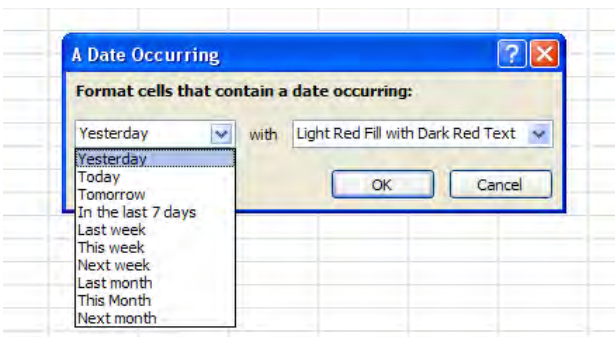 A Date Occurring
Format cells that contain a date occurring:
Yesterday with Light Red Fill with Dark Red Text
Yesterday
Today
Tomorrow
In the last 7 days
Last week
This week
Next week
Last month
This Month
Next month
OK Cancel